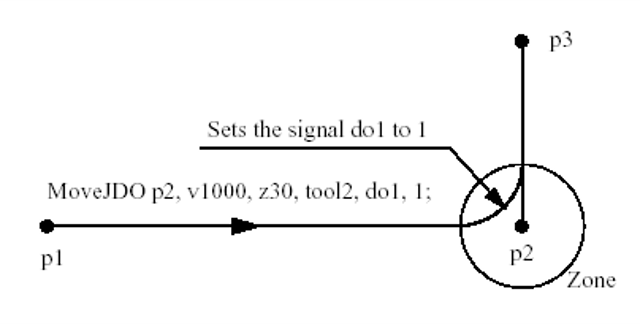 p3
Sets the signal do1 to 1
MoveJDO p2, v1000, z30, tool2, do1, 1;
p1
p2
Zone